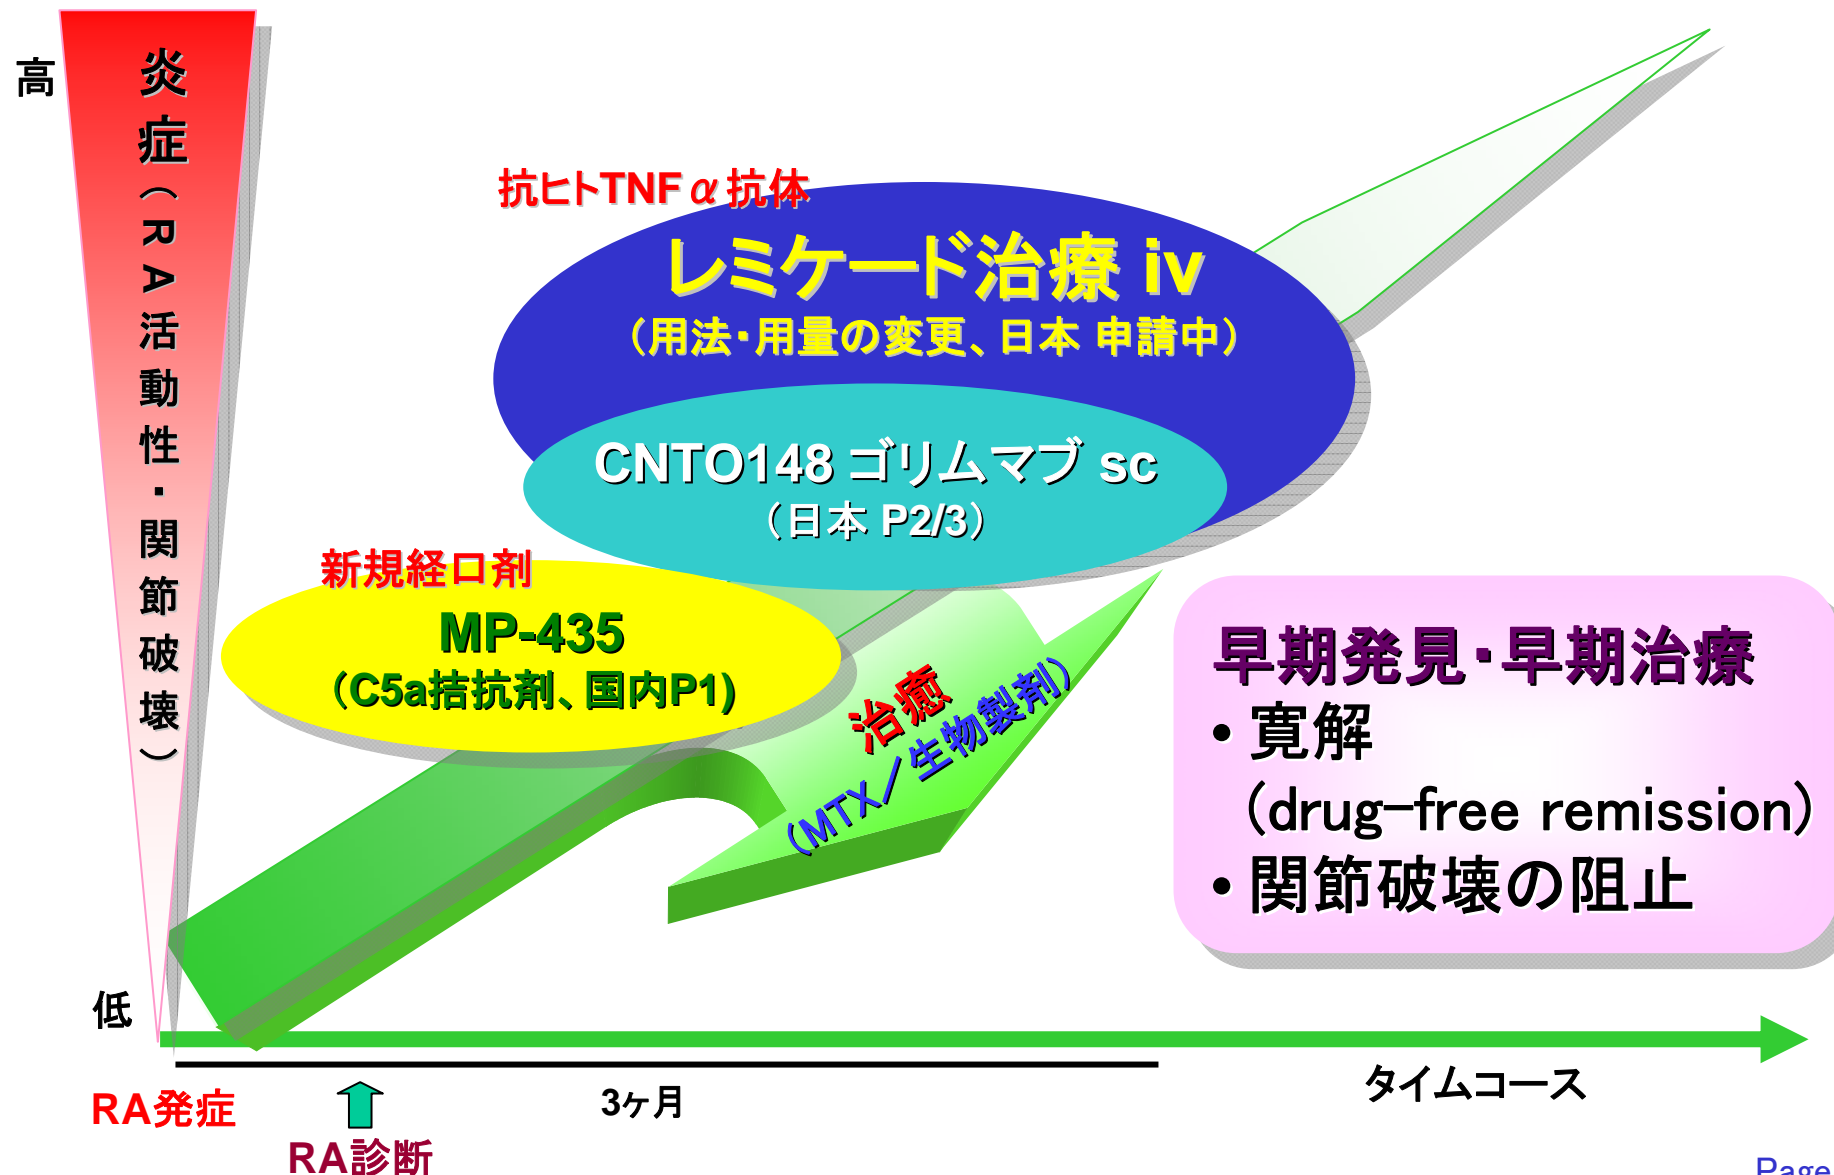 高
炎症（RA活動性・関節破壊）
低
抗ヒトTNFα抗体
レミケード治療 iv
（用法・用量の変更、日本 申請中）
CNTO148 ゴリムマブ sc
（日本 P2/3）
新規経口剤
MP-435
（C5a拮抗剤、国内P1)
治癒
（MTX／生物製剤）
早期発見・早期治療
• 寛解
（drug-free remission）
• 関節破壊の阻止
RA発症
3ヶ月
タイムコース
RA診断
Page